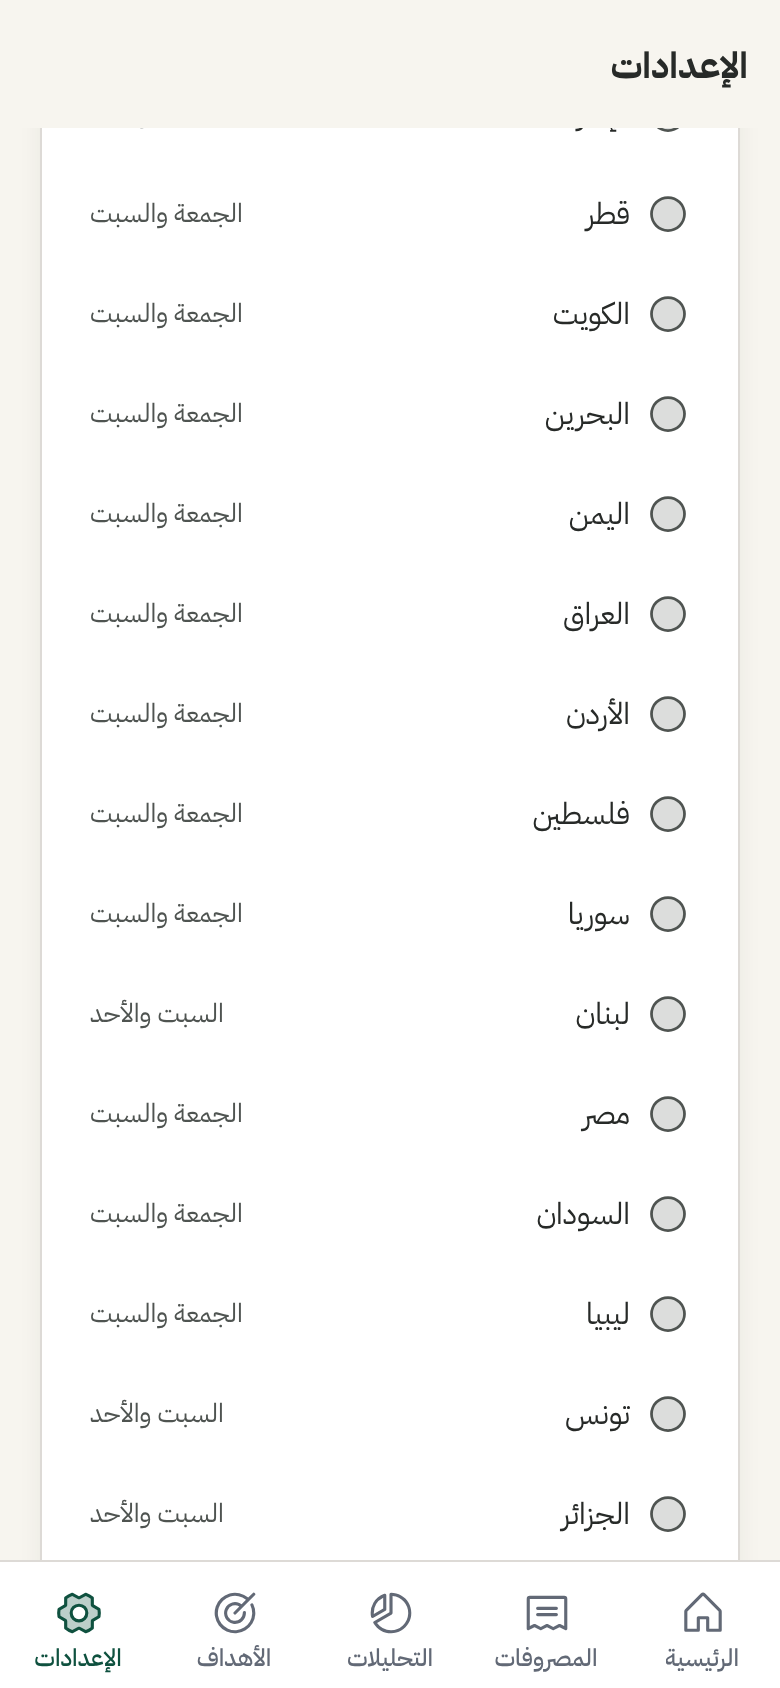 الإعدادات
قطر الجمعة والسبت
الكويت الجمعة والسبت
البحرين الجمعة والسبت
اليمن الجمعة والسبت
العراق الجمعة والسبت
الأردن الجمعة والسبت
فلسطين الجمعة والسبت
سوريا الجمعة والسبت
لبنان السبت والأحد
مصر الجمعة والسبت
السودان الجمعة والسبت
ليبيا الجمعة والسبت
تونس السبت والأحد
الجزائر السبت والأحد
الرئيسية المصروفات التحليلات الأهداف الإعدادات